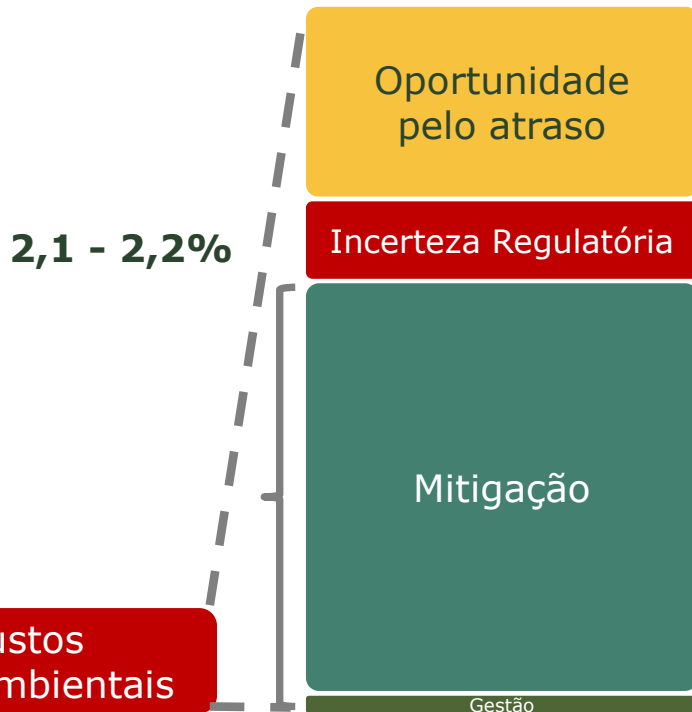 Oportunidade
pelo atraso
2,1 - 2,2%
Incerteza Regulatória
Mitigação
ustos
mbientais
Gestão